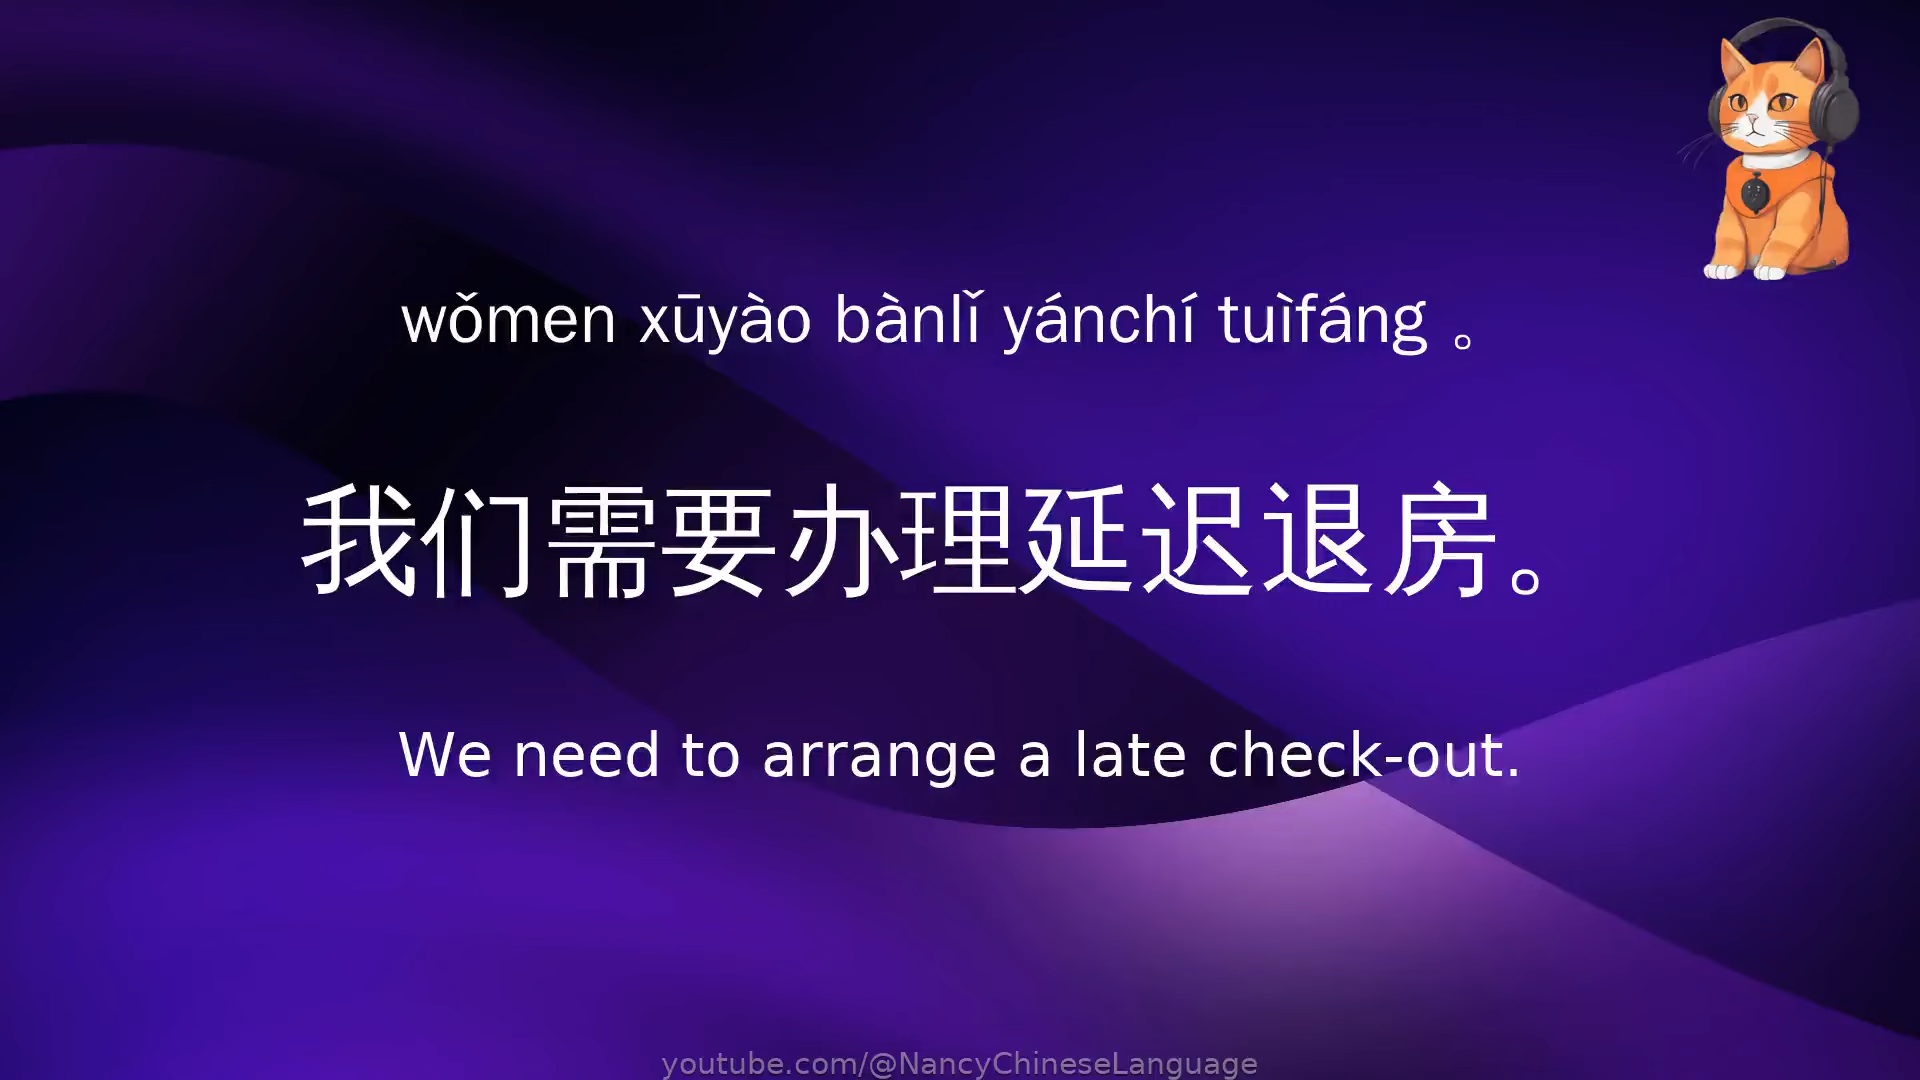 wǒmen xūyào bànlǐ yánchí tuìfáng 。
我们需要办理延迟退房。
We need to arrange a late check-out.
youtube.com/@NancyChineseLanguage